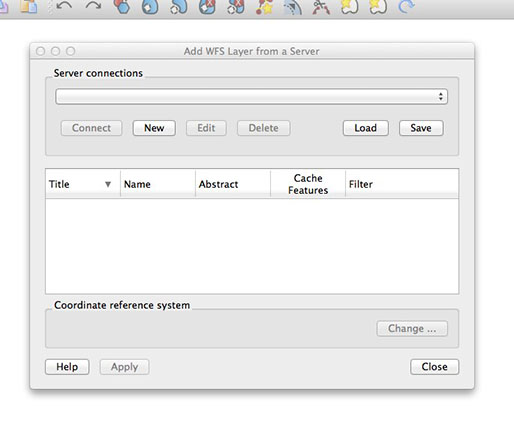 Add WFS Layer from a Server
Server connections
Connect New Edit Delete Load Save
Title Name Abstract Cache Features Filter
Coordinate reference system
Change ...
Help Apply Close